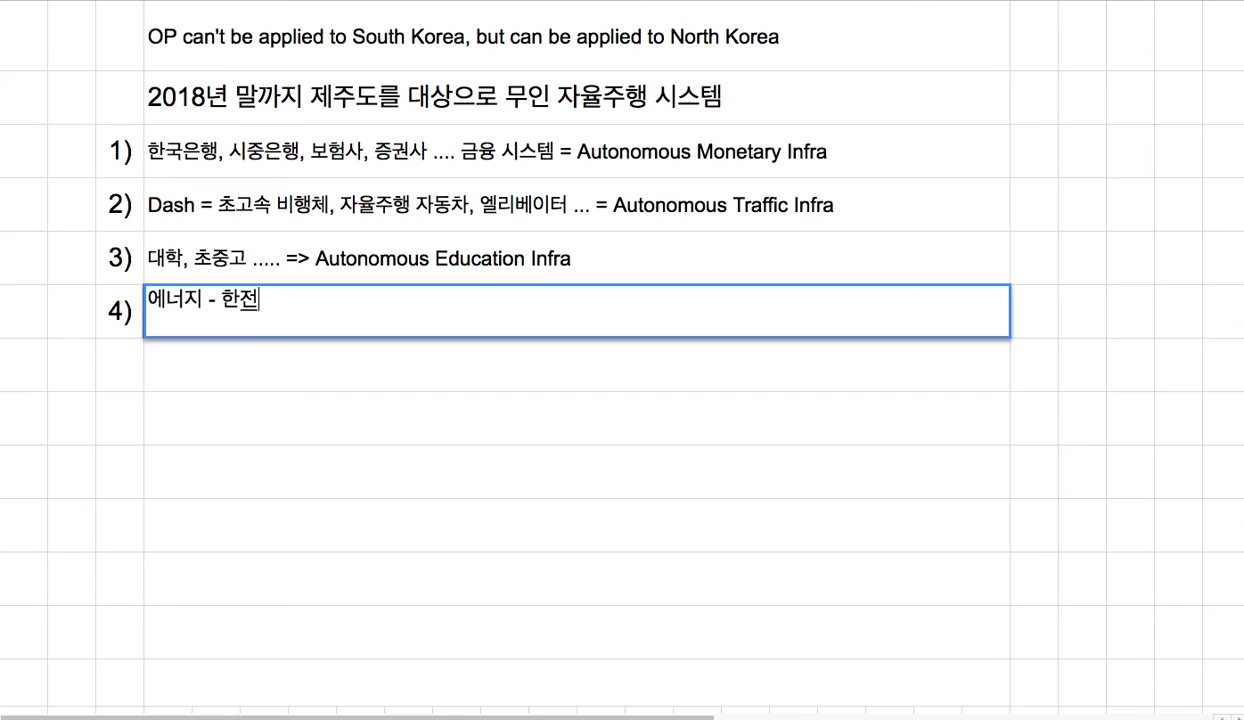 OP can't be applied to South Korea, but can be applied to North Korea
2018년 말까지 제주도를 대상으로 무인 자율주행 시스템
1) 한국은행, 시중은행, 보험사, 증권사 .... 금융 시스템 = Autonomous Monetary Infra
2) Dash = 초고속 비행체, 자율주행 자동차, 엘리베이터 ... = Autonomous Traffic Infra
3) 대학, 초중고 ..... => Autonomous Education Infra
4) 에너지 - 한전